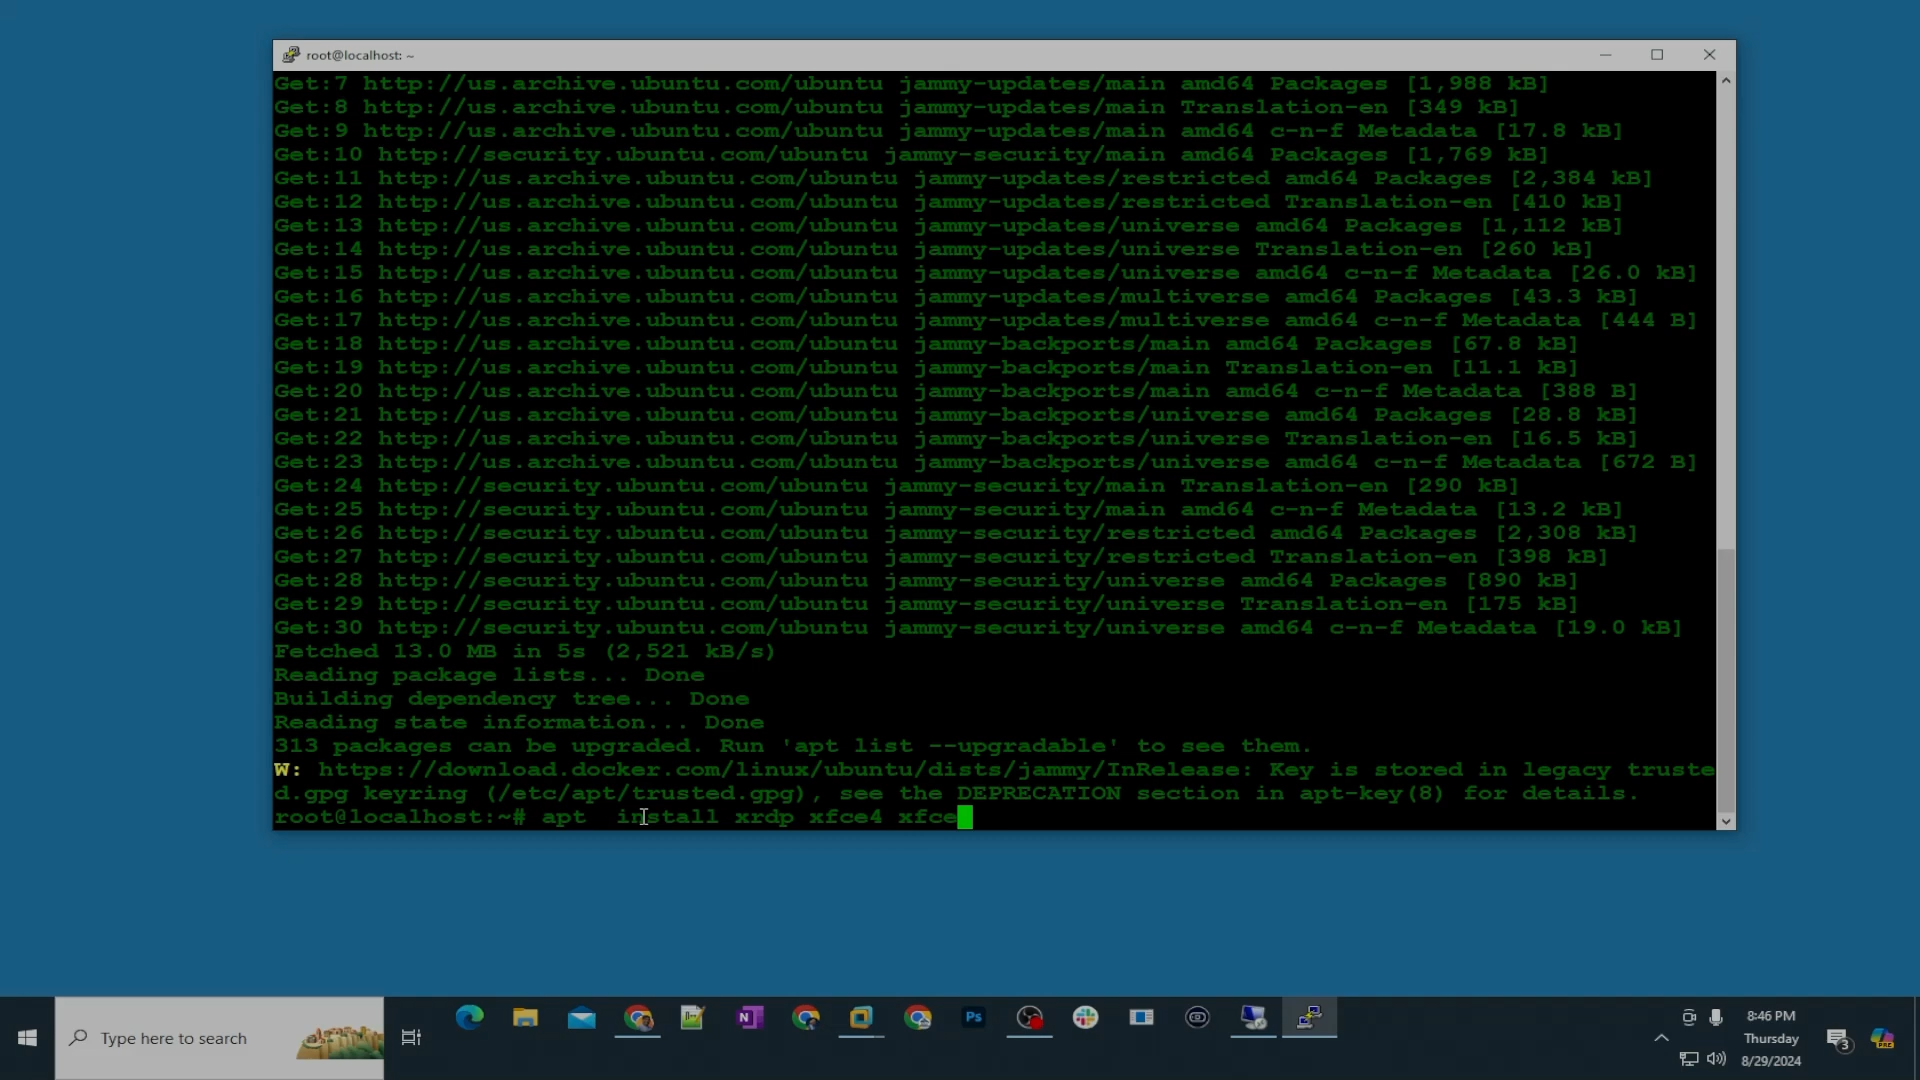 root@localhost: ~
Get:7 http://us.archive.ubuntu.com/ubuntu jammy-updates/main amd64 Packages [1,988 kB]
Get:8 http://us.archive.ubuntu.com/ubuntu jammy-updates/main Translation-en [349 kB]
Get:9 http://us.archive.ubuntu.com/ubuntu jammy-updates/main amd64 c-n-f Metadata [17.8 kB]
Get:10 http://security.ubuntu.com/ubuntu jammy-security/main amd64 Packages [1,769 kB]
Get:11 http://us.archive.ubuntu.com/ubuntu jammy-updates/restricted amd64 Packages [2,384 kB]
Get:12 http://us.archive.ubuntu.com/ubuntu jammy-updates/restricted Translation-en [410 kB]
Get:13 http://us.archive.ubuntu.com/ubuntu jammy-updates/universe amd64 Packages [1,112 kB]
Get:14 http://us.archive.ubuntu.com/ubuntu jammy-updates/universe Translation-en [260 kB]
Get:15 http://us.archive.ubuntu.com/ubuntu jammy-updates/universe amd64 c-n-f Metadata [26.0 kB]
Get:16 http://us.archive.ubuntu.com/ubuntu jammy-updates/multiverse amd64 Packages [43.3 kB]
Get:17 http://us.archive.ubuntu.com/ubuntu jammy-updates/multiverse amd64 c-n-f Metadata [444 B]
Get:18 http://us.archive.ubuntu.com/ubuntu jammy-backports/main amd64 Packages [67.8 kB]
Get:19 http://us.archive.ubuntu.com/ubuntu jammy-backports/main Translation-en [11.1 kB]
Get:20 http://us.archive.ubuntu.com/ubuntu jammy-backports/main amd64 c-n-f Metadata [388 B]
Get:21 http://us.archive.ubuntu.com/ubuntu jammy-backports/universe amd64 Packages [28.8 kB]
Get:22 http://us.archive.ubuntu.com/ubuntu jammy-backports/universe Translation-en [16.5 kB]
Get:23 http://us.archive.ubuntu.com/ubuntu jammy-backports/universe amd64 c-n-f Metadata [672 B]
Get:24 http://security.ubuntu.com/ubuntu jammy-security/main Translation-en [290 kB]
Get:25 http://security.ubuntu.com/ubuntu jammy-security/main amd64 c-n-f Metadata [13.2 kB]
Get:26 http://security.ubuntu.com/ubuntu jammy-security/restricted amd64 Packages [2,308 kB]
Get:27 http://security.ubuntu.com/ubuntu jammy-security/restricted Translation-en [398 kB]
Get:28 http://security.ubuntu.com/ubuntu jammy-security/universe amd64 Packages [890 kB]
Get:29 http://security.ubuntu.com/ubuntu jammy-security/universe Translation-en [175 kB]
Get:30 http://security.ubuntu.com/ubuntu jammy-security/universe amd64 c-n-f Metadata [19.0 kB]
Fetched 13.0 MB in 5s (2,521 kB/s)
Reading package lists... Done
Building dependency tree... Done
Reading state information... Done
313 packages can be upgraded. Run 'apt list --upgradable' to see them.
W: https://download.docker.com/linux/ubuntu/dists/jammy/InRelease: Key is stored in legacy truste
d.gpg keyring (/etc/apt/trusted.gpg), see the DEPRECATION section in apt-key(8) for details.
root@localhost:~# apt  install xrdp xfce4 xfce
Type here to search
N
Ps
8:46 PM
Thursday
8/29/2024
3
PRE